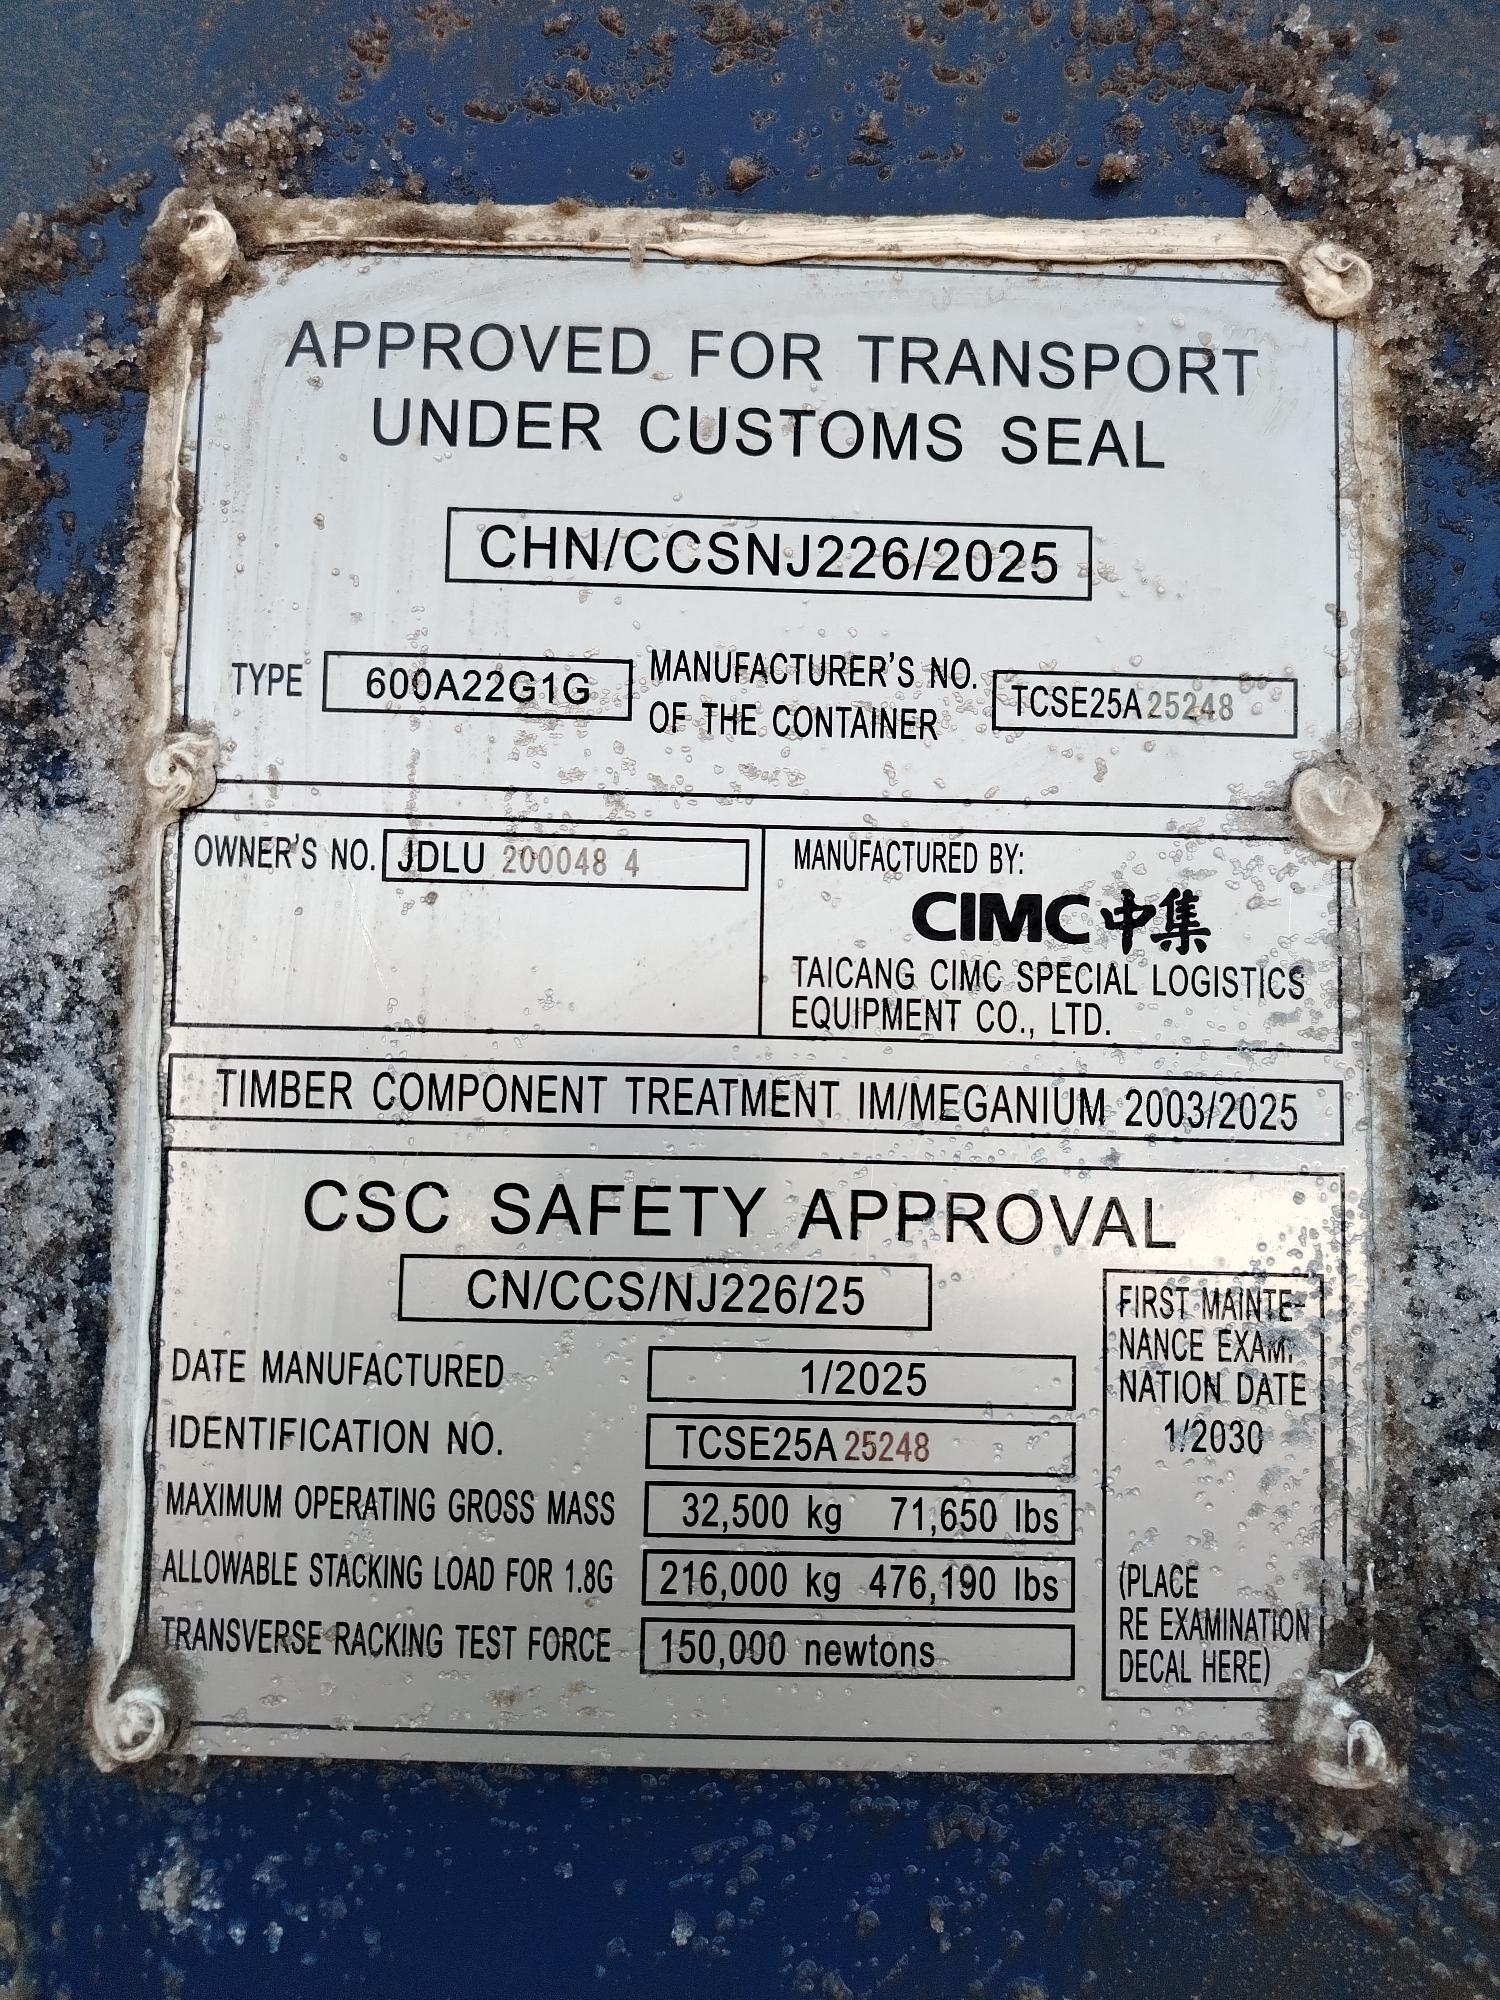 APPROVED FOR TRANSPORT
UNDER CUSTOMS SEAL
CHN/CCSNJ226/2025
TYPE 600A22G1G MANUFACTURER'S NO. OF THE CONTAINER TCSE25A25248
OWNER'S NO. JDLU 200048 4
MANUFACTURED BY:
CIMC 中集
TAICANG CIMC SPECIAL LOGISTICS
EQUIPMENT CO., LTD.
TIMBER COMPONENT TREATMENT IM/MEGANIUM 2003/2025
CSC SAFETY APPROVAL
CN/CCS/NJ226/25
DATE MANUFACTURED 1/2025
IDENTIFICATION NO. TCSE25A25248
MAXIMUM OPERATING GROSS MASS 32,500 kg 71,650 lbs
ALLOWABLE STACKING LOAD FOR 1.8G 216,000 kg 476,190 lbs
TRANSVERSE RACKING TEST FORCE 150,000 newtons
FIRST MAINTE-
NANCE EXAMI-
NATION DATE
1/2030
(PLACE
RE EXAMINATION
DECAL HERE)